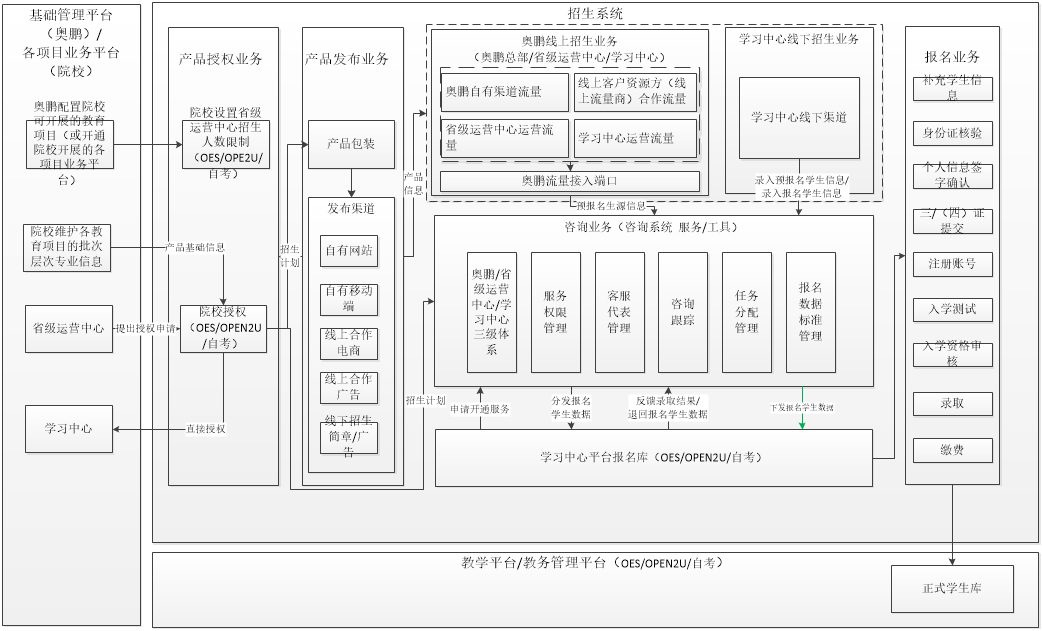 基础管理平台
（奥鹏）/
各项目业务平台
（院校）
奥鹏配置院校
可开展的教育
项目（或开通
院校开展的各
项目业务平
台）
院校维护各教
育项目的批次
层次专业信息
省级运营中心
学习中心
招生系统
产品授权业务
院校设置省级
运营中心招生
人数限制
（OES/OPE2U/
自考）
产品基础信息
院校授权
（OES/OPEN2U
/自考）
提出授权申请
直接授权
招生
计划
产品发布业务
产品包装
发布渠道
自有网站
自有移动
端
线上合作
电商
线上合作
广告
线下招生
简章/广
告
产品
信息
招生计划
奥鹏线上招生业务
（奥鹏总部/省级运营中心/学习中心）
奥鹏自有渠道流量
线上客户资源方（线
上流量商）合作流量
省级运营中心运营流
量
学习中心运营流量
奥鹏流量接入端口
预报名生源信息
学习中心线下招生业务
学习中心线下渠道
录入预报名学生信息/
录入报名学生信息
咨询业务（咨询系统 服务/工具）
奥鹏/省
级运营
中心/学
习中心
三级体
系
服务
权限
管理
客服
代表
管理
咨询
跟踪
任务
分配
管理
报名
数据
标准
管理
申请开通服务
分发报名
学生数据
反馈录取结果/
退回报名学生数据
下发报名学生数据
学习中心平台报名库（OES/OPEN2U/自考）
报名业务
补充学生信
息
身份证核验
个人信息签
字确认
三/（四）证
提交
注册账号
入学测试
入学资格审
核
录取
缴费
教学平台/教务管理平台（OES/OPEN2U/自考）
正式学生库